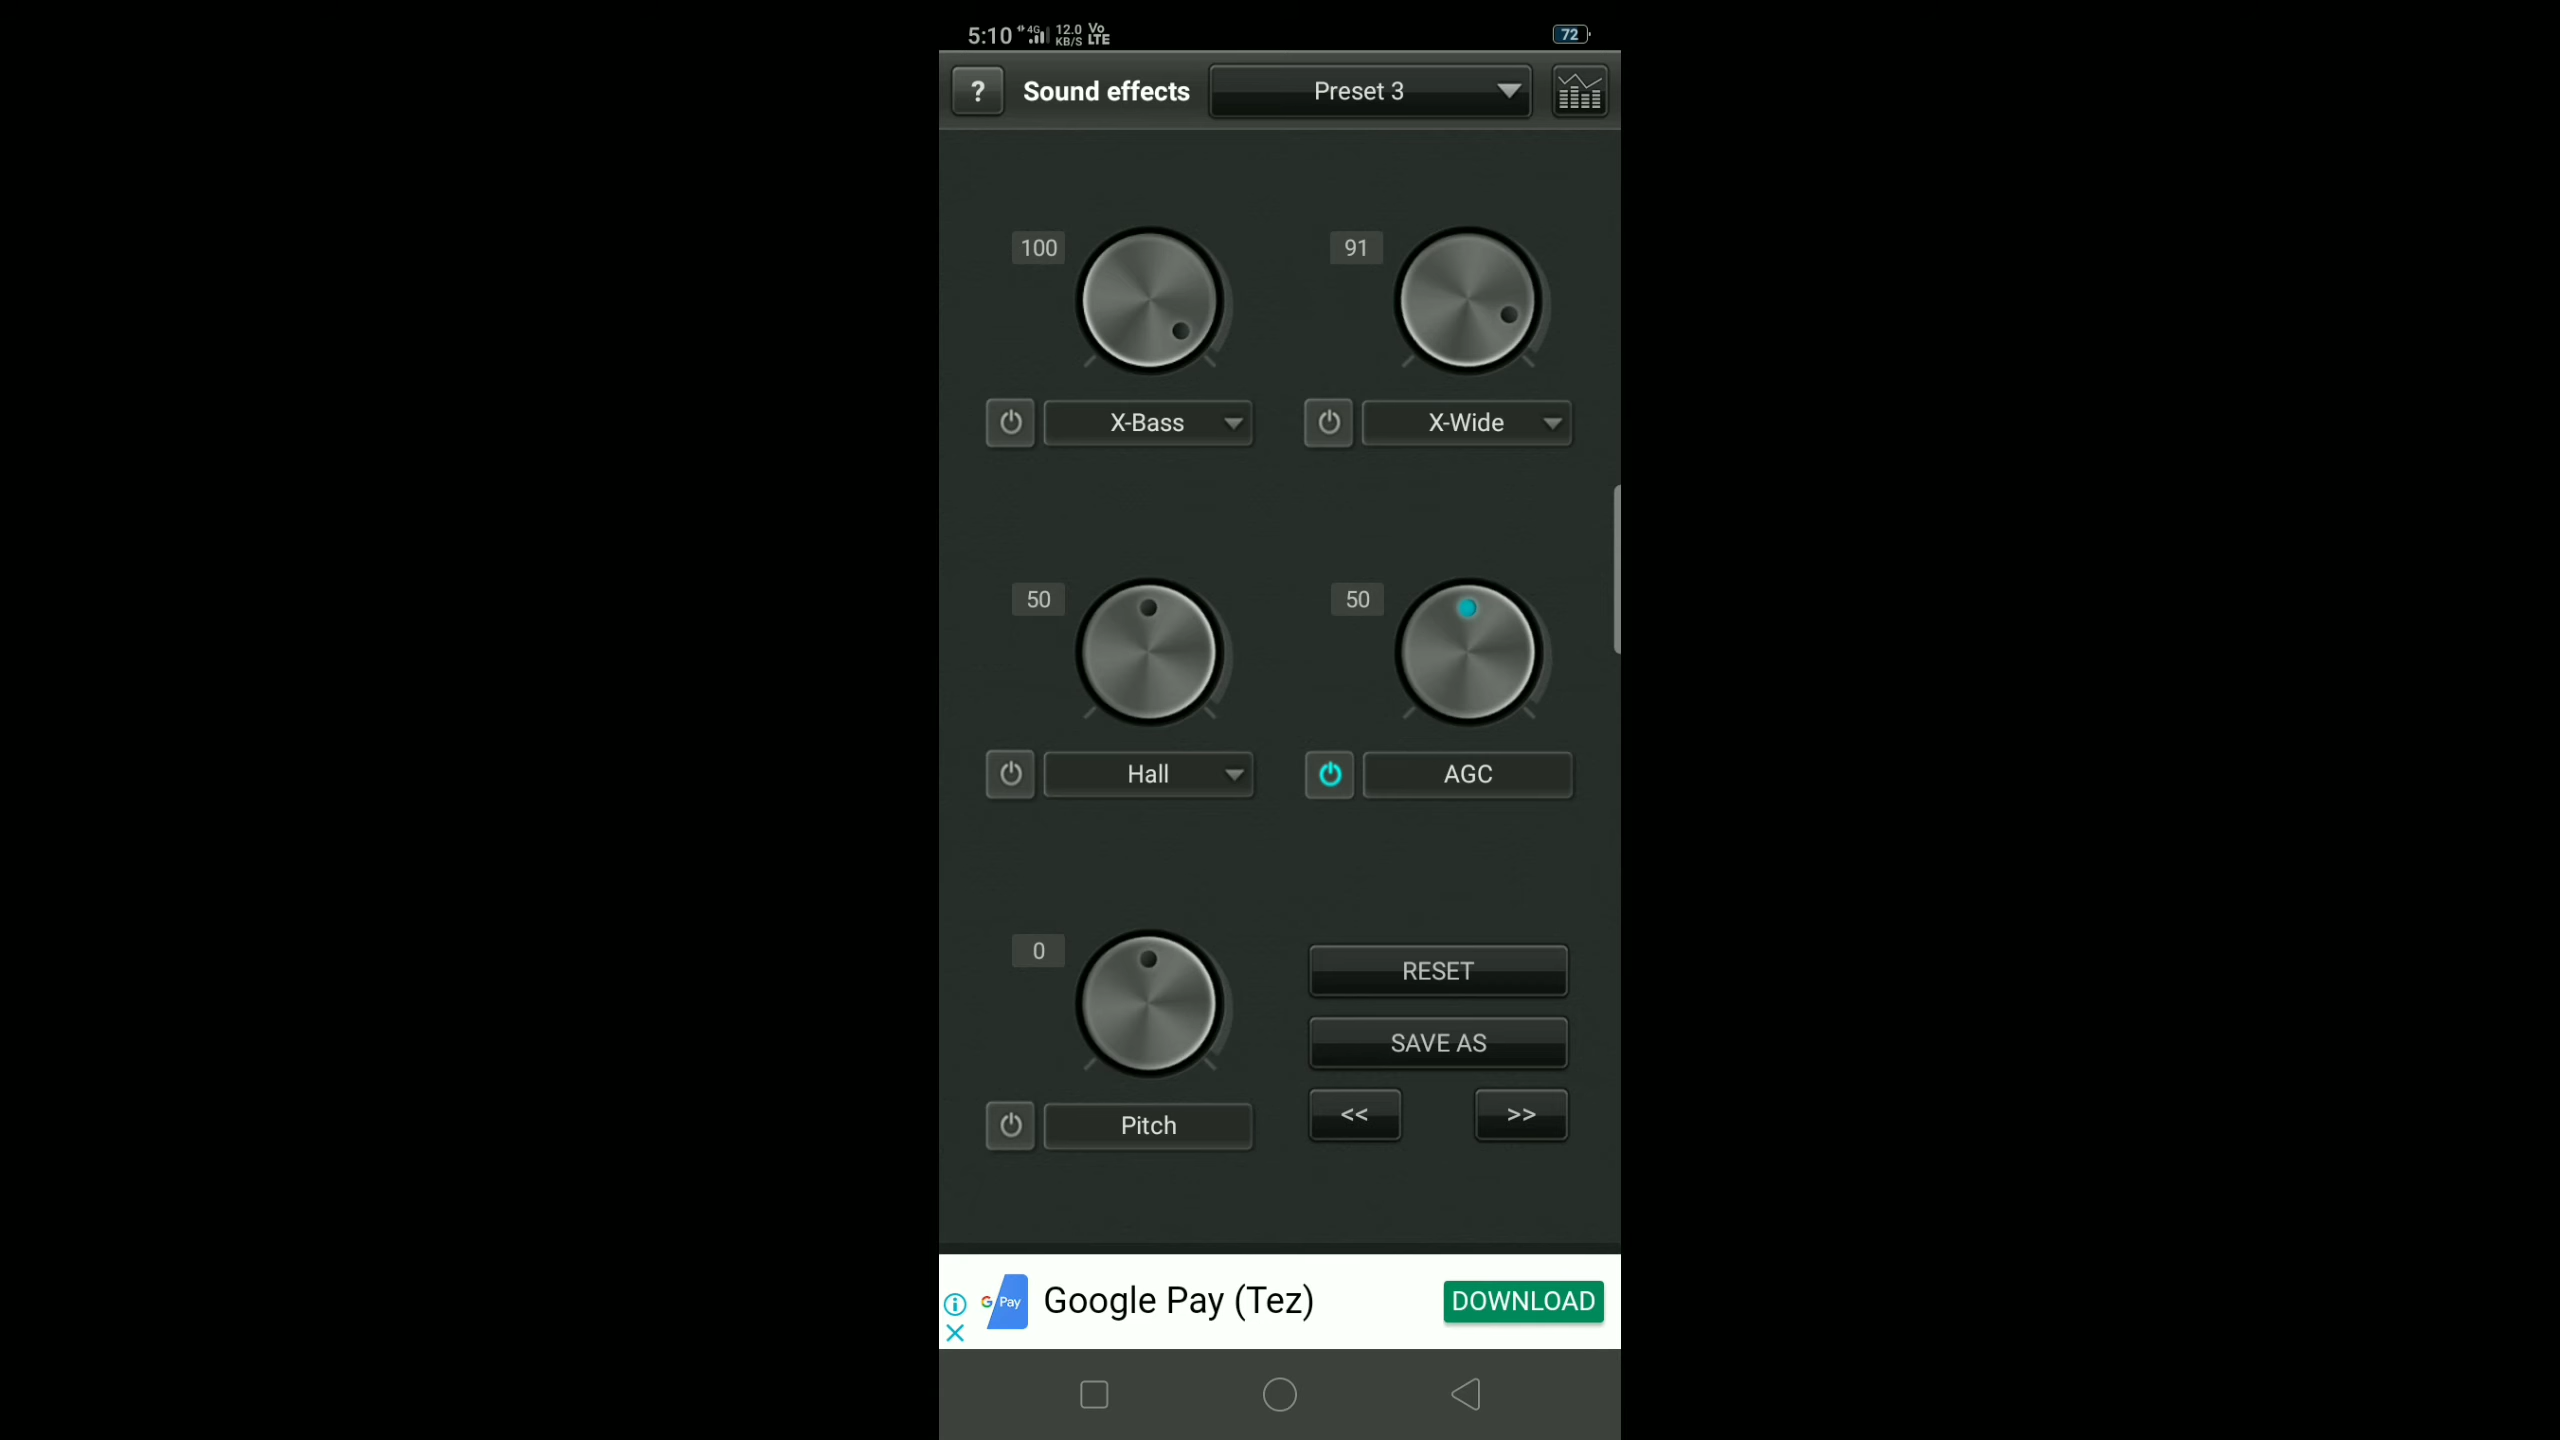 5:10 4G 12.0 KB/S Vo LTE 72
? Sound effects Preset 3
100 91
X-Bass X-Wide
50 50
Hall AGC
0
RESET
SAVE AS
<< >>
Pitch
G Pay Google Pay (Tez) DOWNLOAD